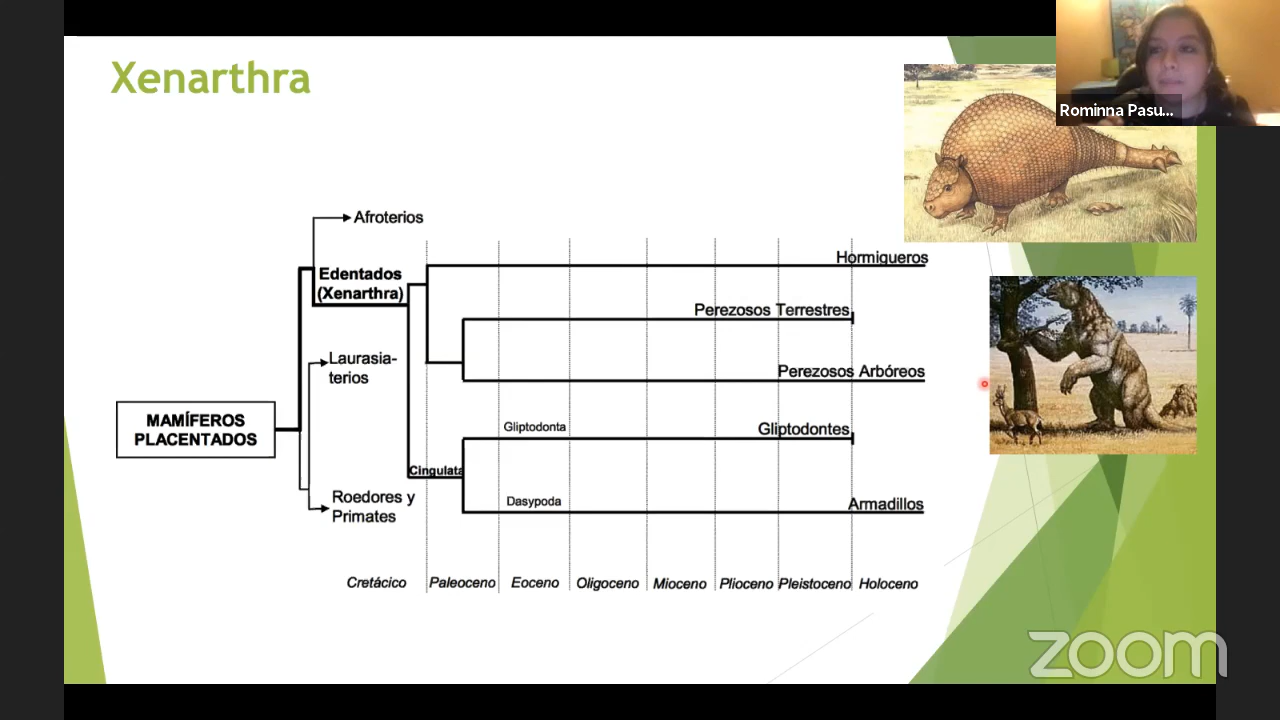 Xenarthra
Rominna Pasu...
Afroterios
Hormigueros
Edentados
(Xenarthra)
Perezosos Terrestres
Laurasia-
terios
Perezosos Arbóreos
MAMÍFEROS
PLACENTADOS
Gliptodonta
Gliptodontes
Cingulata
Roedores y
Primates
Dasypoda
Armadillos
Cretácico Paleoceno Eoceno Oligoceno Mioceno Plioceno Pleistoceno Holoceno
zoom